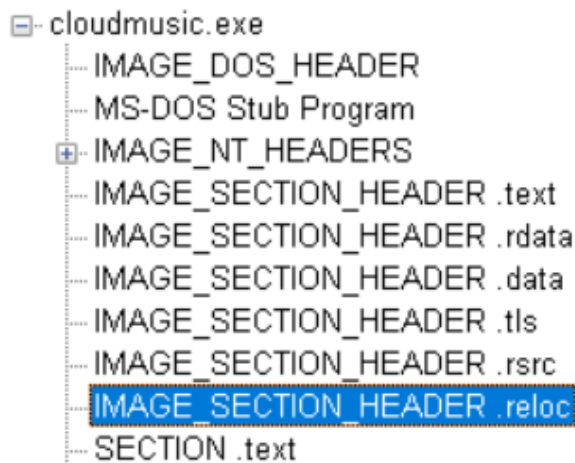 cloudmusic.exe
IMAGE_DOS_HEADER
MS-DOS Stub Program
IMAGE_NT_HEADERS
IMAGE_SECTION_HEADER .text
IMAGE_SECTION_HEADER .rdata
IMAGE_SECTION_HEADER .data
IMAGE_SECTION_HEADER .tls
IMAGE_SECTION_HEADER .rsrc
IMAGE_SECTION_HEADER .reloc
SECTION .text